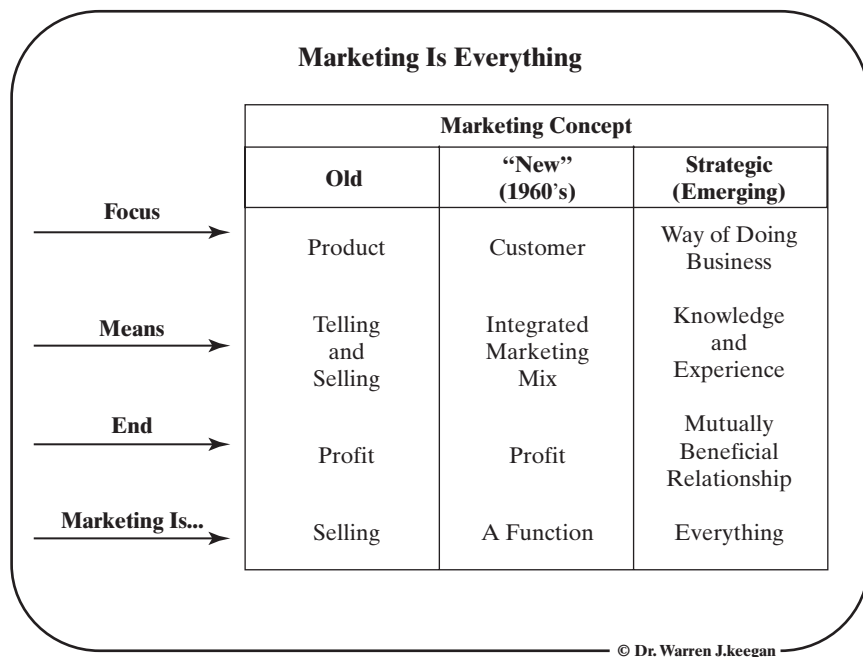 Marketing Is Everything
Marketing Concept
Old
“New”
(1960’s)
Strategic
(Emerging)
Focus
Product
Customer
Way of Doing
Business
Means
Telling
and
Selling
Integrated
Marketing
Mix
Knowledge
and
Experience
End
Profit
Profit
Mutually
Beneficial
Relationship
Marketing Is...
Selling
A Function
Everything
© Dr. Warren J.keegan